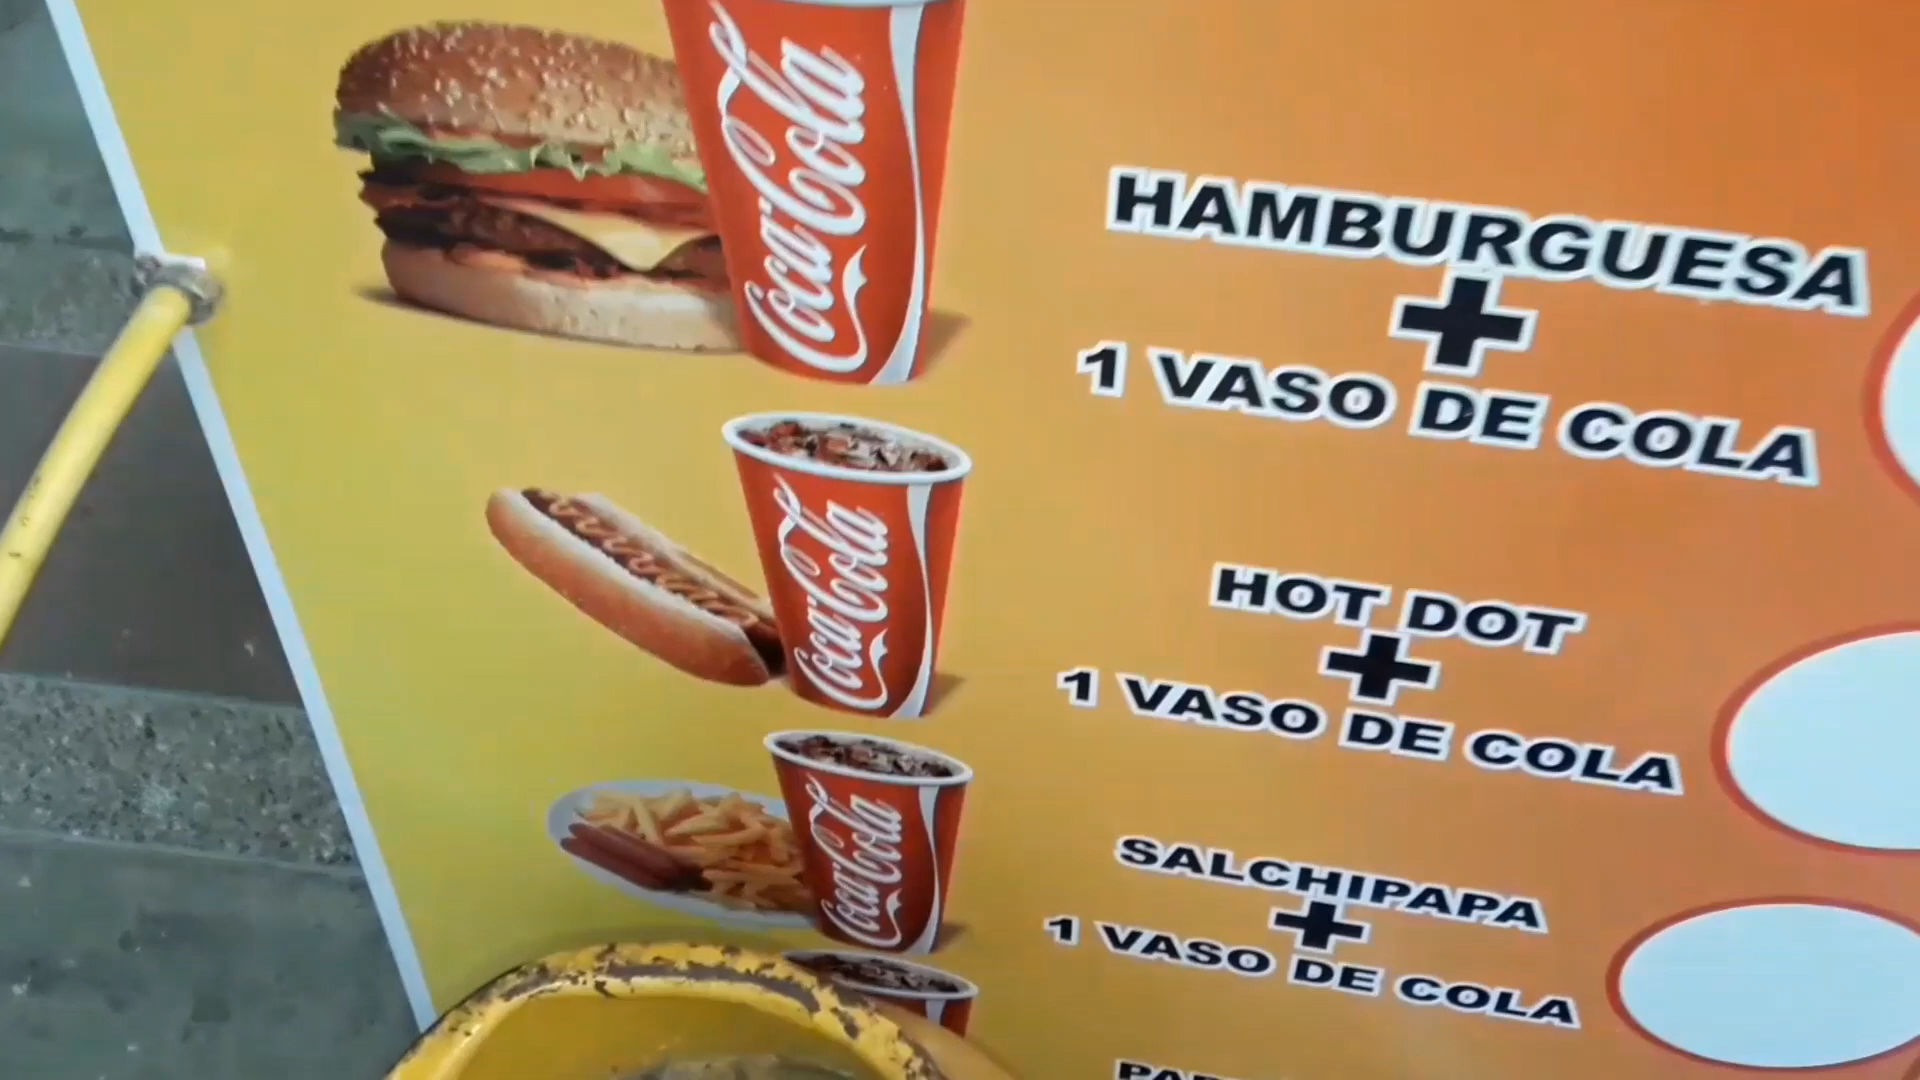 Coca-Cola
HAMBURGUESA
+
1 VASO DE COLA
Coca-Cola
HOT DOT
+
1 VASO DE COLA
Coca-Cola
SALCHIPAPA
+
1 VASO DE COLA